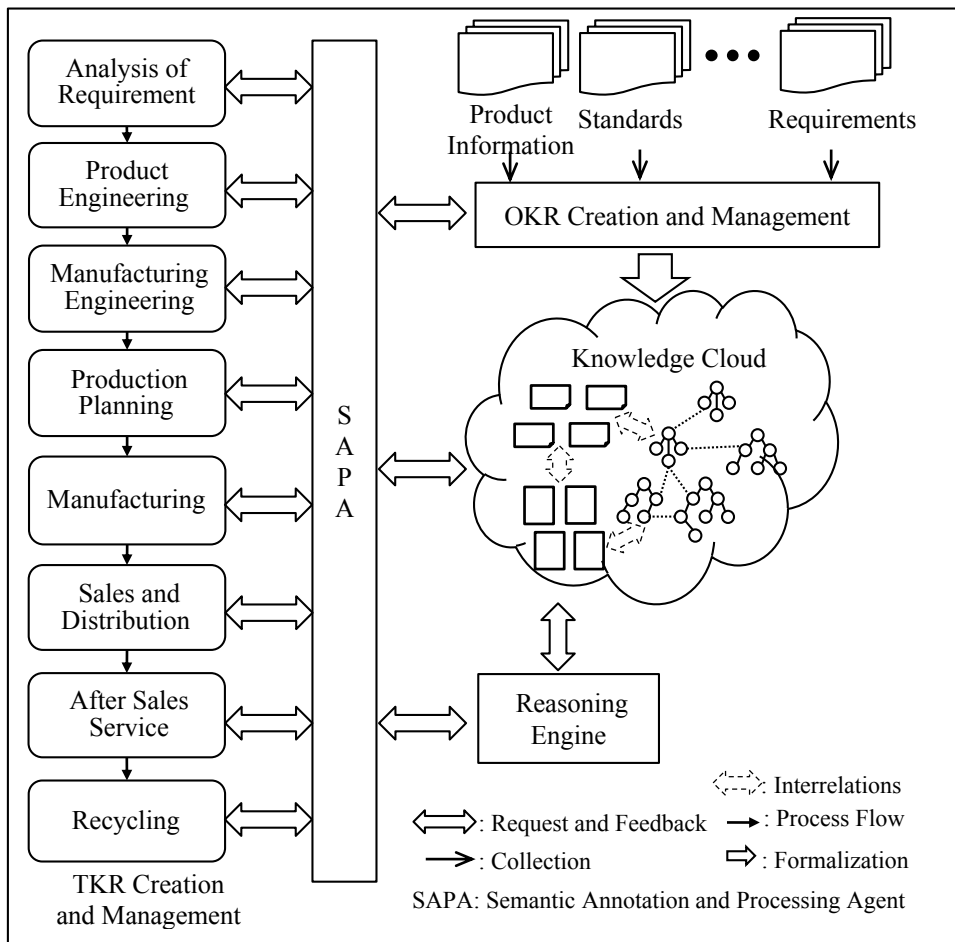 Analysis of
Requirement
Product
Engineering
Manufacturing
Engineering
Production
Planning
Manufacturing
Sales and
Distribution
After Sales
Service
Recycling
TKR Creation
and Management
S
A
P
A
Product
Information
Standards
Requirements
OKR Creation and Management
Knowledge Cloud
Reasoning
Engine
: Interrelations
: Request and Feedback
: Process Flow
: Collection
: Formalization
SAPA: Semantic Annotation and Processing Agent